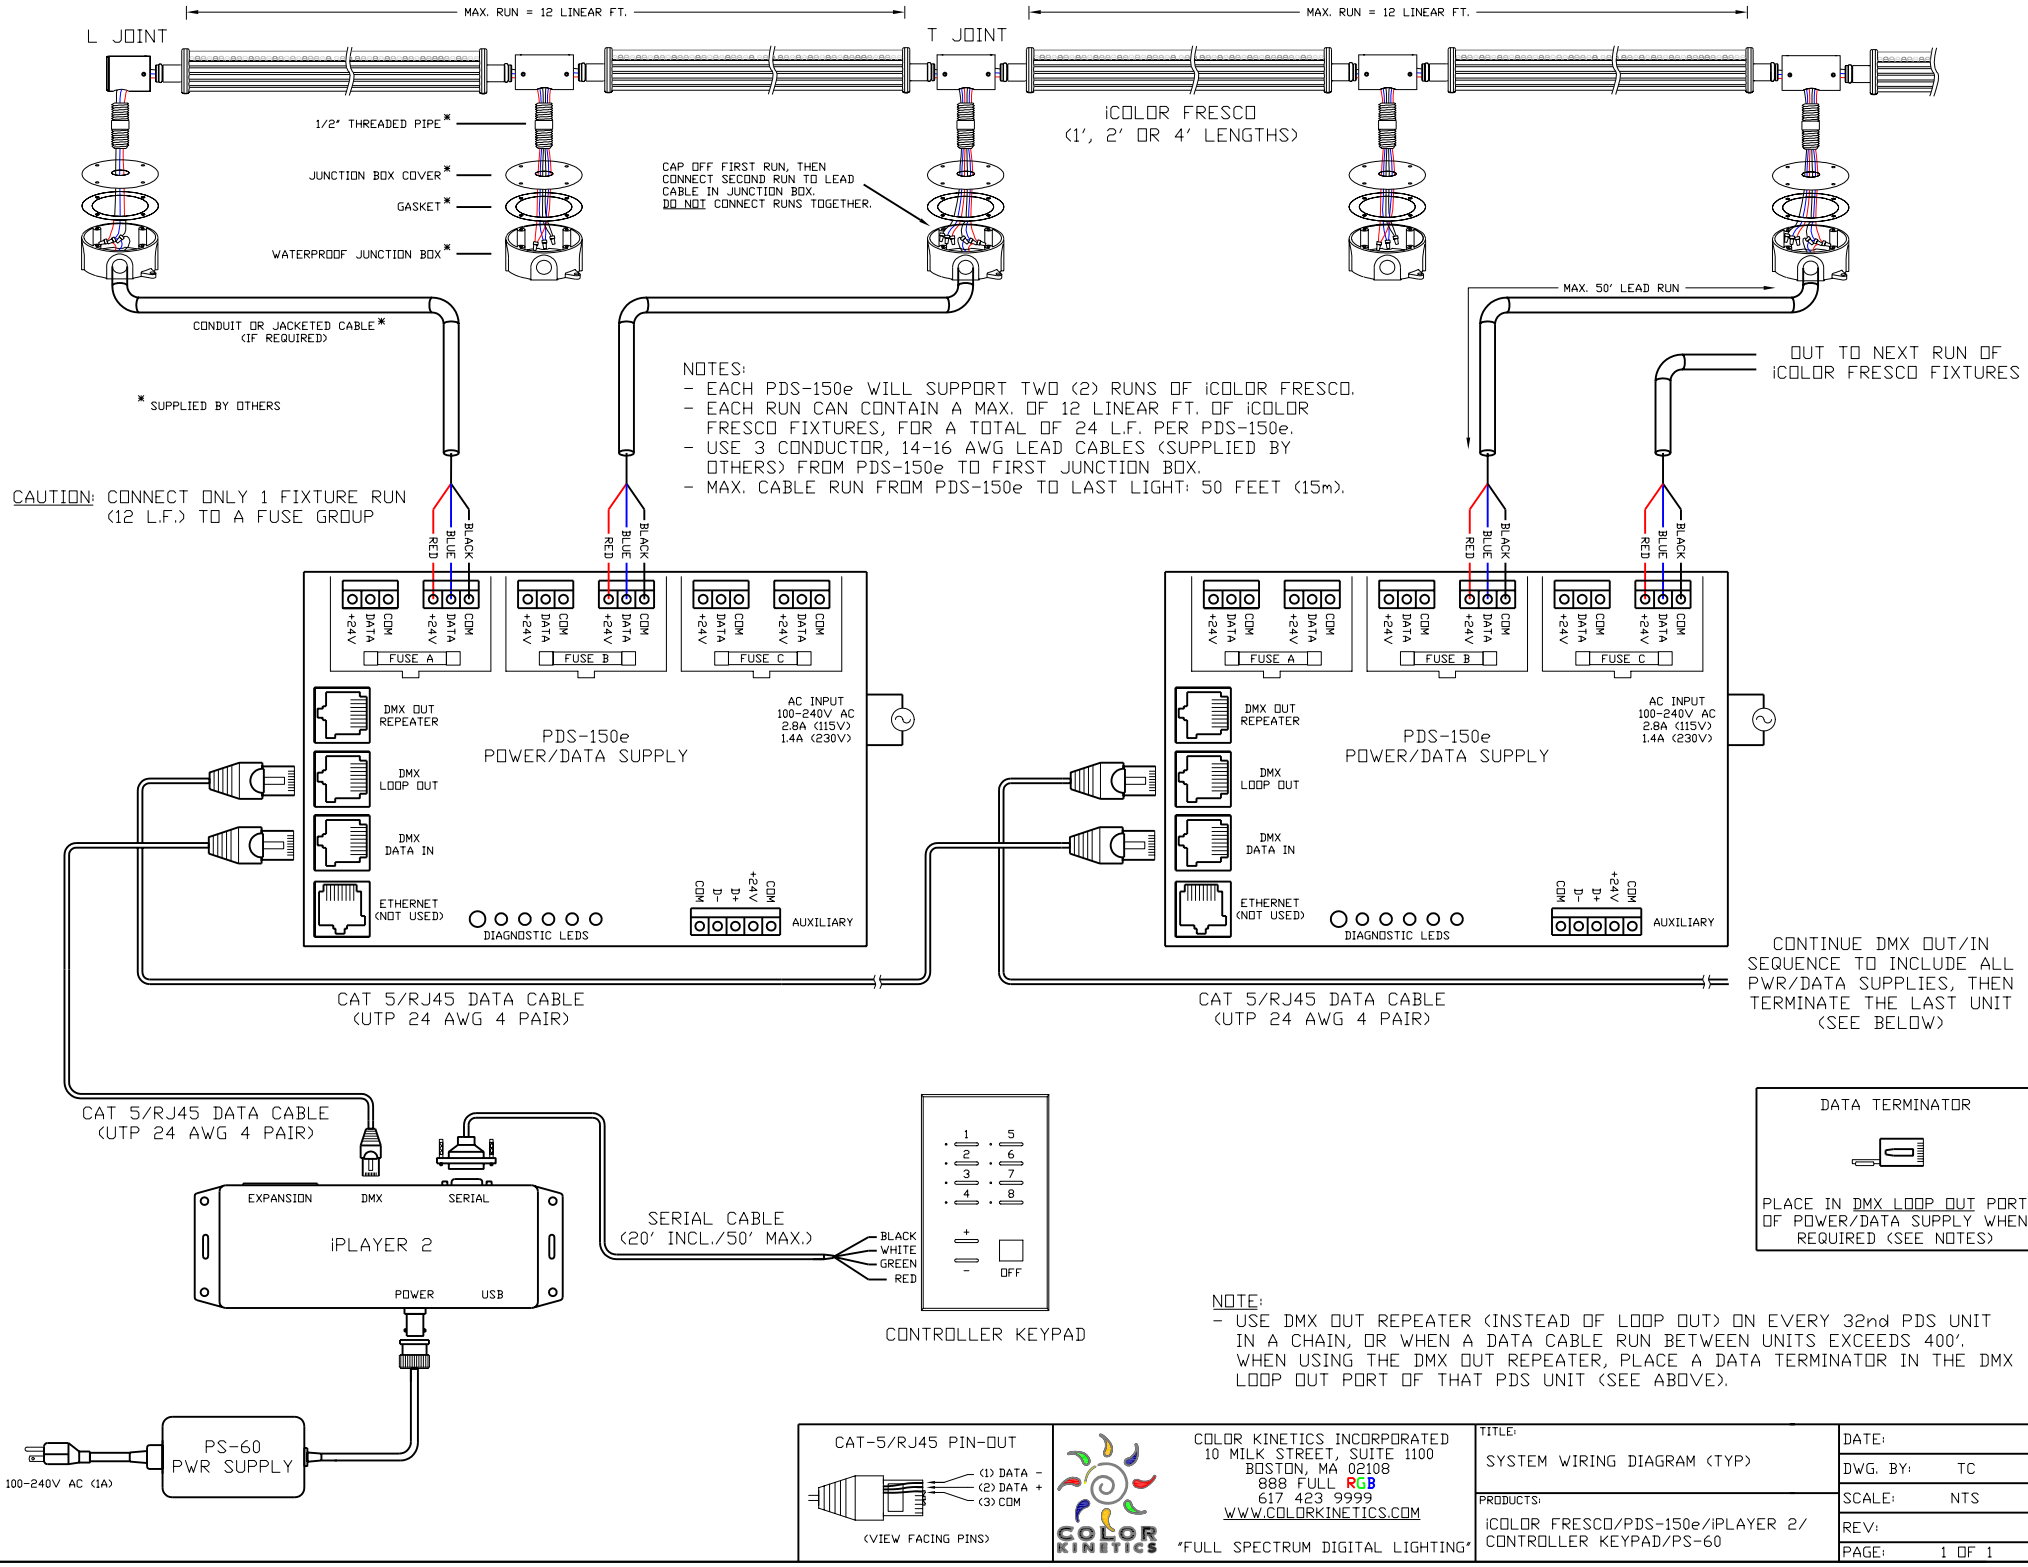 MAX. RUN = 12 LINEAR FT.
MAX. RUN = 12 LINEAR FT.
L JOINT
T JOINT
1/2" THREADED PIPE*
JUNCTION BOX COVER*
GASKET*
WATERPROOF JUNCTION BOX*
CAP OFF FIRST RUN, THEN
CONNECT SECOND RUN TO LEAD
CABLE IN JUNCTION BOX.
DO NOT CONNECT RUNS TOGETHER.
iCOLOR FRESCO
(1', 2' OR 4' LENGTHS)
MAX. 50' LEAD RUN
CONDUIT OR JACKETED CABLE*
(IF REQUIRED)
* SUPPLIED BY OTHERS
OUT TO NEXT RUN OF
iCOLOR FRESCO FIXTURES
NOTES:
- EACH PDS-150e WILL SUPPORT TWO (2) RUNS OF iCOLOR FRESCO.
- EACH RUN CAN CONTAIN A MAX. OF 12 LINEAR FT. OF iCOLOR
FRESCO FIXTURES, FOR A TOTAL OF 24 L.F. PER PDS-150e.
- USE 3 CONDUCTOR, 14-16 AWG LEAD CABLES (SUPPLIED BY
OTHERS) FROM PDS-150e TO FIRST JUNCTION BOX.
- MAX. CABLE RUN FROM PDS-150e TO LAST LIGHT: 50 FEET (15m).
CAUTION: CONNECT ONLY 1 FIXTURE RUN
(12 L.F.) TO A FUSE GROUP
RED
BLUE
BLACK
RED
BLUE
BLACK
RED
BLUE
BLACK
RED
BLUE
BLACK
+24V
DATA
COM
+24V
DATA
COM
FUSE A
+24V
DATA
COM
+24V
DATA
COM
FUSE B
+24V
DATA
COM
+24V
DATA
COM
FUSE C
DMX OUT
REPEATER
DMX
LOOP OUT
DMX
DATA IN
ETHERNET
(NOT USED)
PDS-150e
POWER/DATA SUPPLY
AC INPUT
100-240V AC
2.8A (115V)
1.4A (230V)
DIAGNOSTIC LEDS
COM
D-
D+
+24V
COM
AUXILIARY
+24V
DATA
COM
+24V
DATA
COM
FUSE A
+24V
DATA
COM
+24V
DATA
COM
FUSE B
+24V
DATA
COM
+24V
DATA
COM
FUSE C
DMX OUT
REPEATER
DMX
LOOP OUT
DMX
DATA IN
ETHERNET
(NOT USED)
PDS-150e
POWER/DATA SUPPLY
AC INPUT
100-240V AC
2.8A (115V)
1.4A (230V)
DIAGNOSTIC LEDS
COM
D-
D+
+24V
COM
AUXILIARY
CAT 5/RJ45 DATA CABLE
(UTP 24 AWG 4 PAIR)
CAT 5/RJ45 DATA CABLE
(UTP 24 AWG 4 PAIR)
CONTINUE DMX OUT/IN
SEQUENCE TO INCLUDE ALL
PWR/DATA SUPPLIES, THEN
TERMINATE THE LAST UNIT
(SEE BELOW)
CAT 5/RJ45 DATA CABLE
(UTP 24 AWG 4 PAIR)
EXPANSION
DMX
SERIAL
iPLAYER 2
POWER
USB
SERIAL CABLE
(20' INCL./50' MAX.)
BLACK
WHITE
GREEN
RED
1
5
2
6
3
7
4
8
+
-
OFF
CONTROLLER KEYPAD
DATA TERMINATOR
PLACE IN DMX LOOP OUT PORT
OF POWER/DATA SUPPLY WHEN
REQUIRED (SEE NOTES)
NOTE:
- USE DMX OUT REPEATER (INSTEAD OF LOOP OUT) ON EVERY 32nd PDS UNIT
IN A CHAIN, OR WHEN A DATA CABLE RUN BETWEEN UNITS EXCEEDS 400'.
WHEN USING THE DMX OUT REPEATER, PLACE A DATA TERMINATOR IN THE DMX
LOOP OUT PORT OF THAT PDS UNIT (SEE ABOVE).
PS-60
PWR SUPPLY
100-240V AC (1A)
CAT-5/RJ45 PIN-OUT
(1) DATA -
(2) DATA +
(3) COM
(VIEW FACING PINS)
COLOR
KINETICS
COLOR KINETICS INCORPORATED
10 MILK STREET, SUITE 1100
BOSTON, MA 02108
888 FULL RGB
617 423 9999
WWW.COLORKINETICS.COM
"FULL SPECTRUM DIGITAL LIGHTING"
TITLE:
SYSTEM WIRING DIAGRAM (TYP)
PRODUCTS:
iCOLOR FRESCO/PDS-150e/iPLAYER 2/
CONTROLLER KEYPAD/PS-60
DATE:
DWG. BY: TC
SCALE: NTS
REV:
PAGE: 1 OF 1